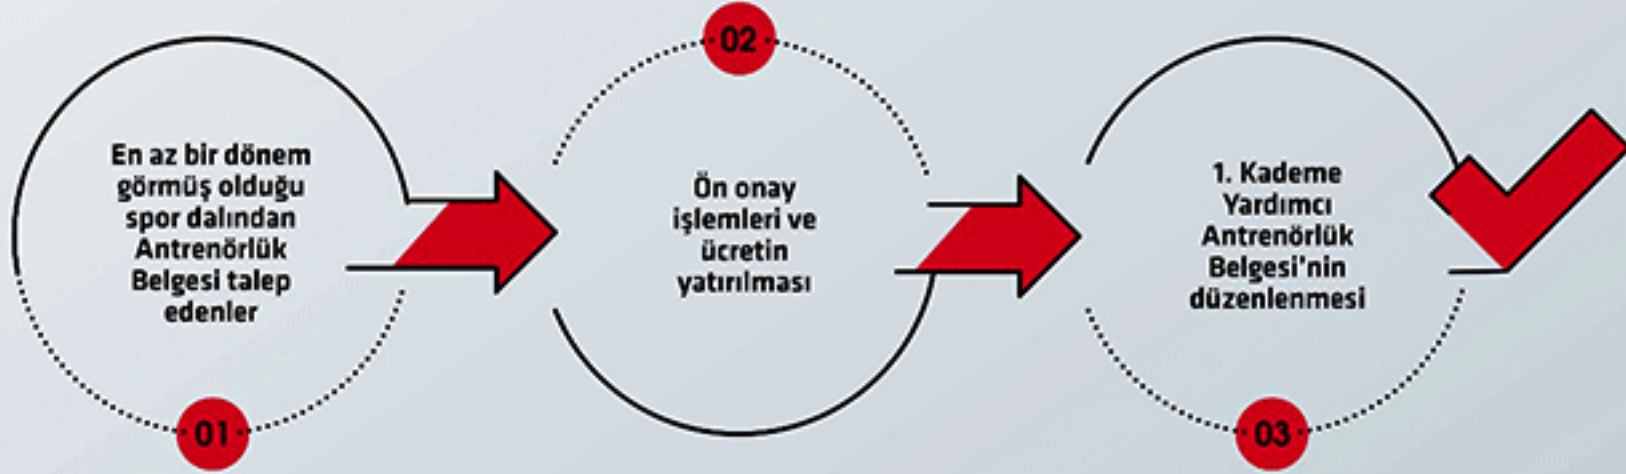 En az bir dönem
görmüş olduğu
spor dalından
Antrenörlük
Belgesi talep
edenler
01
02
Ön onay
işlemleri ve
ücretin
yatırılması
1. Kademe
Yardımcı
Antrenörlük
Belgesi'nin
düzenlenmesi
03